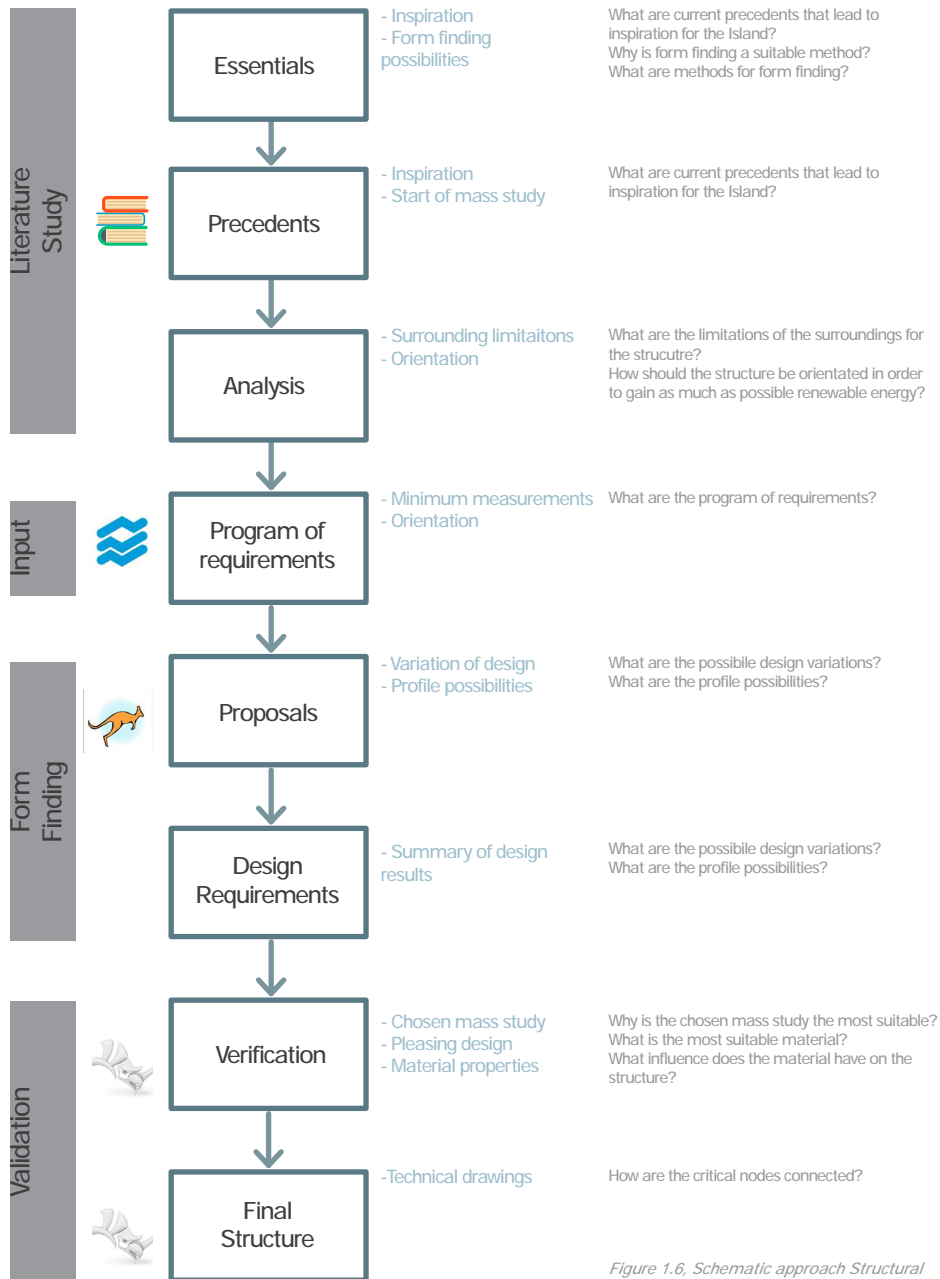 Literature
Study
Essentials
- Inspiration
- Form finding
possibilities
What are current precedents that lead to
inspiration for the Island?
Why is form finding a suitable method?
What are methods for form finding?
Precedents
- Inspiration
- Start of mass study
What are current precedents that lead to
inspiration for the Island?
Analysis
- Surrounding limitaitons
- Orientation
What are the limitations of the surroundings for
the strucutre?
How should the structure be orientated in order
to gain as much as possible renewable energy?
Input
Program of
requirements
- Minimum measurements
- Orientation
What are the program of requirements?
Form
Finding
Proposals
- Variation of design
- Profile possibilities
What are the possibile design variations?
What are the profile possibilities?
Design
Requirements
- Summary of design
results
What are the possibile design variations?
What are the profile possibilities?
Validation
Verification
- Chosen mass study
- Pleasing design
- Material properties
Why is the chosen mass study the most suitable?
What is the most suitable material?
What influence does the material have on the
structure?
Final
Structure
-Technical drawings
How are the critical nodes connected?
Figure 1.6, Schematic approach Structural